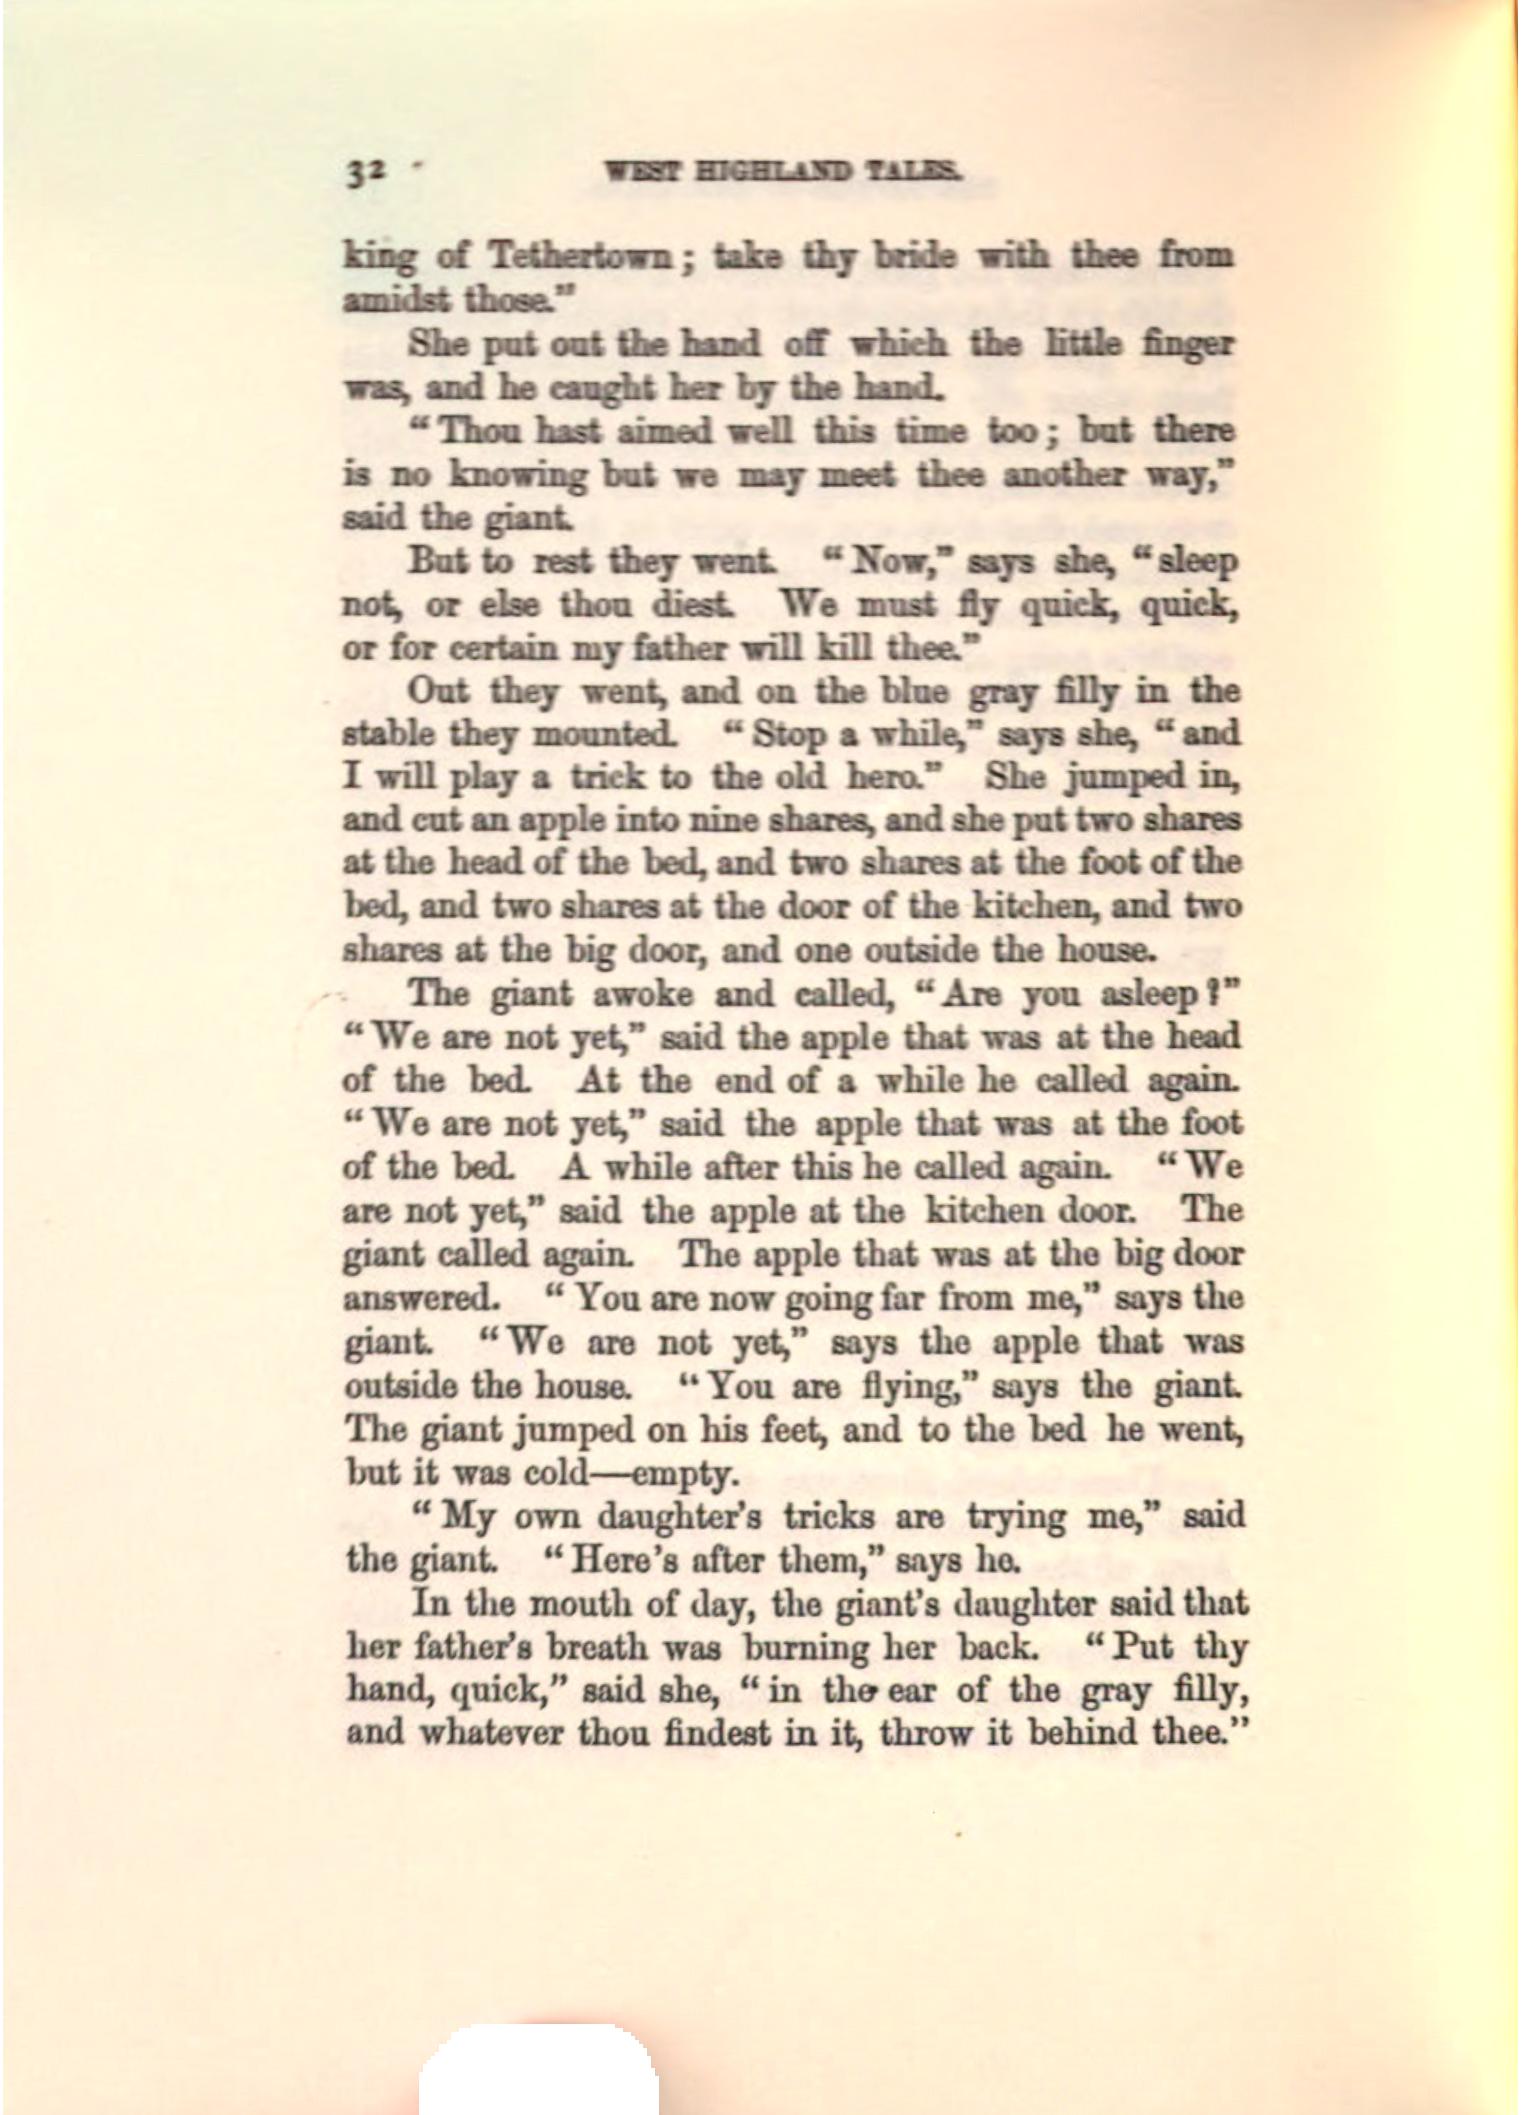 32 WEST HIGHLAND TALES.
king of Tethertown; take thy bride with thee from
amidst those.”
She put out the hand off which the little finger
was, and he caught her by the hand.
“Thou hast aimed well this time too; but there
is no knowing but we may meet thee another way,”
said the giant.
But to rest they went. “Now,” says she, “sleep
not, or else thou diest. We must fly quick, quick,
or for certain my father will kill thee.”
Out they went, and on the blue gray filly in the
stable they mounted. “Stop a while,” says she, “and
I will play a trick to the old hero.” She jumped in,
and cut an apple into nine shares, and she put two shares
at the head of the bed, and two shares at the foot of the
bed, and two shares at the door of the kitchen, and two
shares at the big door, and one outside the house.
The giant awoke and called, “Are you asleep?”
“We are not yet,” said the apple that was at the head
of the bed. At the end of a while he called again.
“We are not yet,” said the apple that was at the foot
of the bed. A while after this he called again. “We
are not yet,” said the apple at the kitchen door. The
giant called again. The apple that was at the big door
answered. “You are now going far from me,” says the
giant. “We are not yet,” says the apple that was
outside the house. “You are flying,” says the giant.
The giant jumped on his feet, and to the bed he went,
but it was cold—empty.
“My own daughter’s tricks are trying me,” said
the giant. “Here’s after them,” says he.
In the mouth of day, the giant’s daughter said that
her father’s breath was burning her back. “Put thy
hand, quick,” said she, “in the ear of the gray filly,
and whatever thou findest in it, throw it behind thee.”